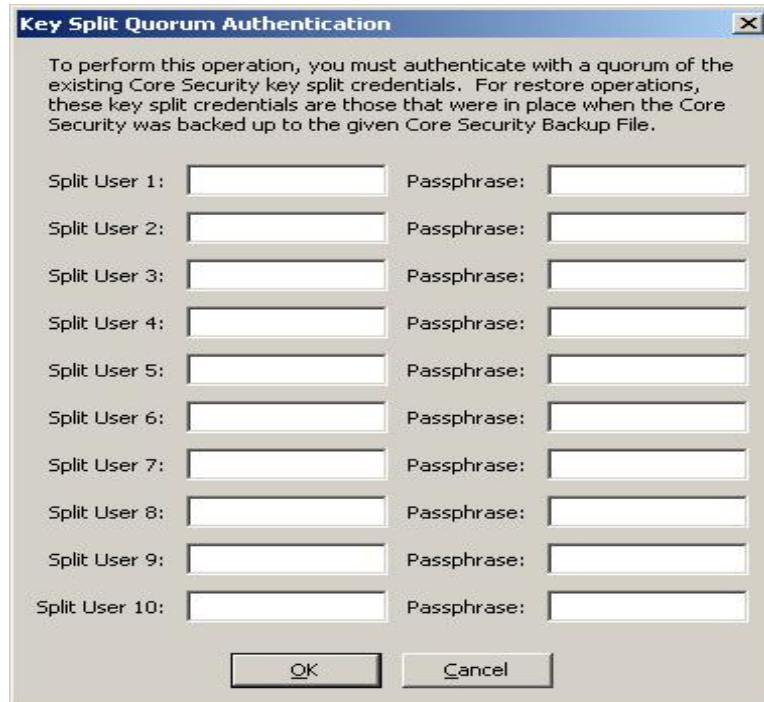 Key Split Quorum Authentication
To perform this operation, you must authenticate with a quorum of the
existing Core Security key split credentials. For restore operations,
these key split credentials are those that were in place when the Core
Security was backed up to the given Core Security Backup File.
Split User 1: Passphrase:
Split User 2: Passphrase:
Split User 3: Passphrase:
Split User 4: Passphrase:
Split User 5: Passphrase:
Split User 6: Passphrase:
Split User 7: Passphrase:
Split User 8: Passphrase:
Split User 9: Passphrase:
Split User 10: Passphrase:
OK Cancel